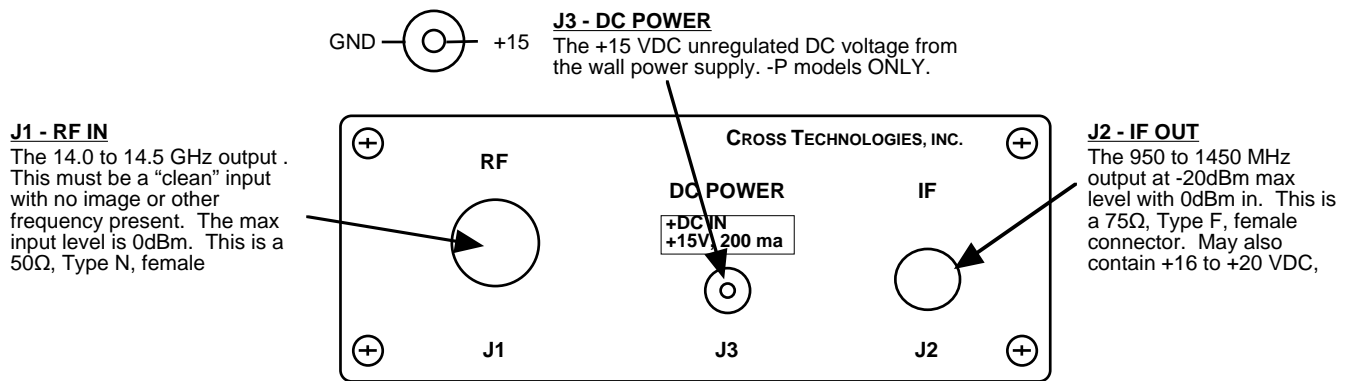 GND
+15
J3 - DC POWER
The +15 VDC unregulated DC voltage from
the wall power supply. -P models ONLY.
J1 - RF IN
The 14.0 to 14.5 GHz output .
This must be a “clean” input
with no image or other
frequency present. The max
input level is 0dBm. This is a
50Ω, Type N, female
CROSS TECHNOLOGIES, INC.
RF
DC POWER
IF
+DC IN
+15V, 200 ma
J1
J3
J2
J2 - IF OUT
The 950 to 1450 MHz
output at -20dBm max
level with 0dBm in. This is
a 75Ω, Type F, female
connector. May also
contain +16 to +20 VDC,